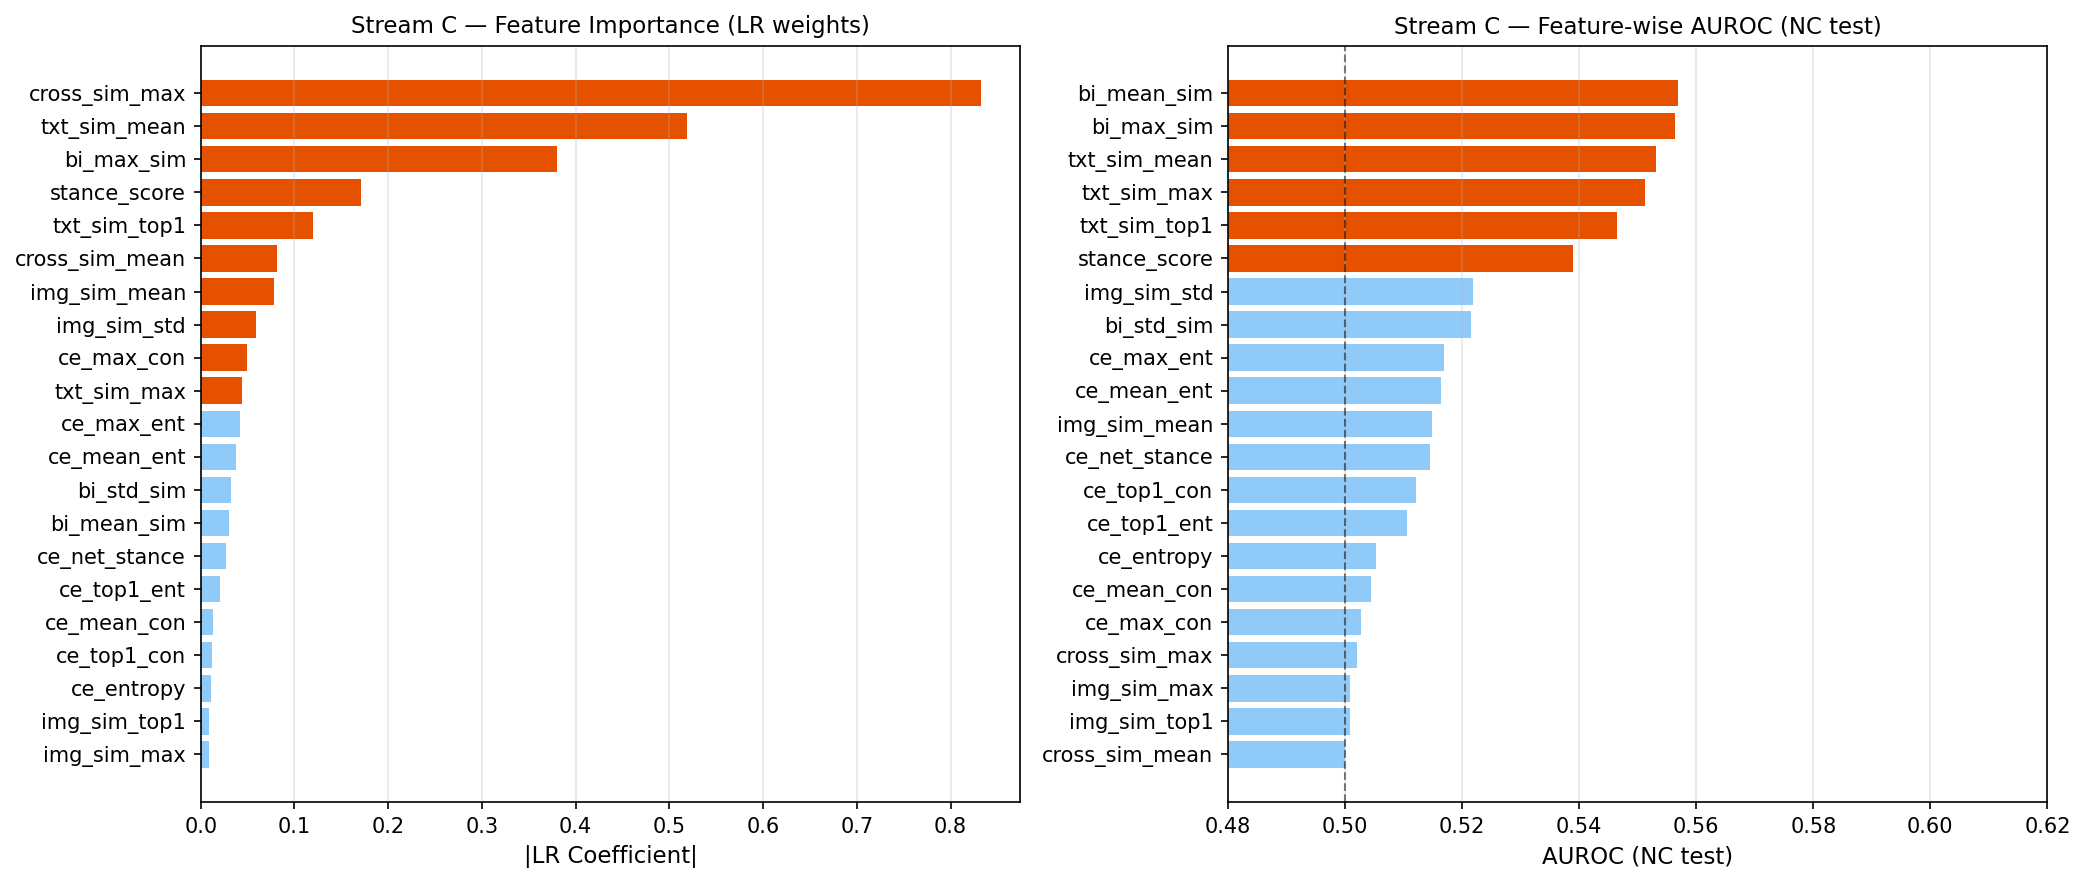 Stream C — Feature Importance (LR weights)
cross_sim_max
txt_sim_mean
bi_max_sim
stance_score
txt_sim_top1
cross_sim_mean
img_sim_mean
img_sim_std
ce_max_con
txt_sim_max
ce_max_ent
ce_mean_ent
bi_std_sim
bi_mean_sim
ce_net_stance
ce_top1_ent
ce_mean_con
ce_top1_con
ce_entropy
img_sim_top1
img_sim_max
0.0 0.1 0.2 0.3 0.4 0.5 0.6 0.7 0.8
|LR Coefficient|
Stream C — Feature-wise AUROC (NC test)
bi_mean_sim
bi_max_sim
txt_sim_mean
txt_sim_max
txt_sim_top1
stance_score
img_sim_std
bi_std_sim
ce_max_ent
ce_mean_ent
img_sim_mean
ce_net_stance
ce_top1_con
ce_top1_ent
ce_entropy
ce_mean_con
ce_max_con
cross_sim_max
img_sim_max
img_sim_top1
cross_sim_mean
0.48 0.50 0.52 0.54 0.56 0.58 0.60 0.62
AUROC (NC test)